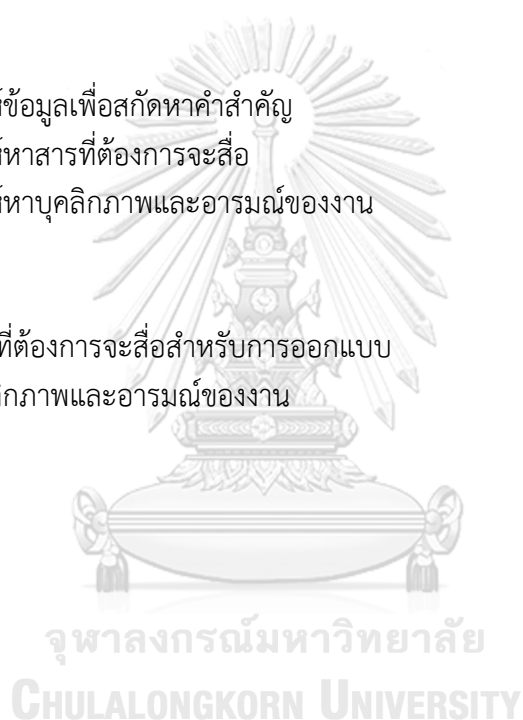 ข้อมูลเพื่อสกัดหาคำสำคัญ
หาสารที่ต้องการจะสื่อ
หาบุคลิกภาพและอารมณ์ของงาน
ที่ต้องการจะสื่อสำหรับการออกแบบ
ลิกภาพและอารมณ์ของงาน
จุฬาลงกรณ์มหาวิทยาลัย
CHULALONGKORN UNIVERSITY